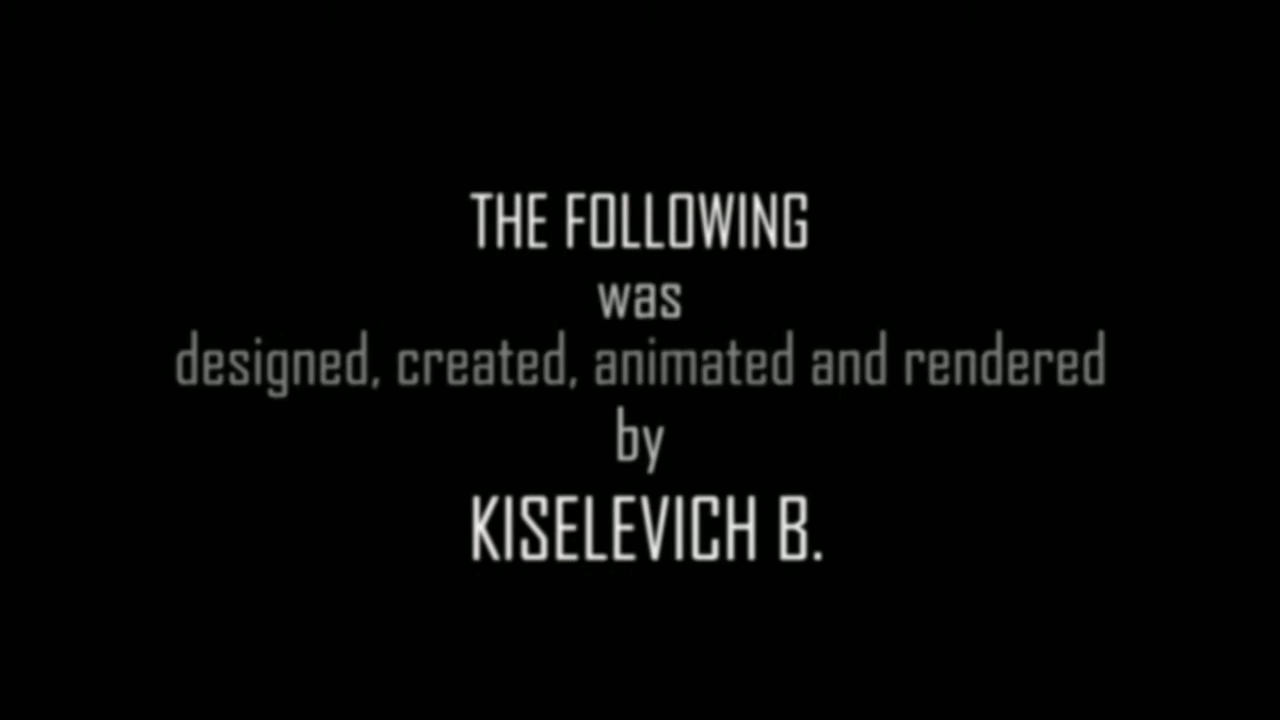 THE FOLLOWING
was
designed, created, animated and rendered
by
KISELEVICH B.